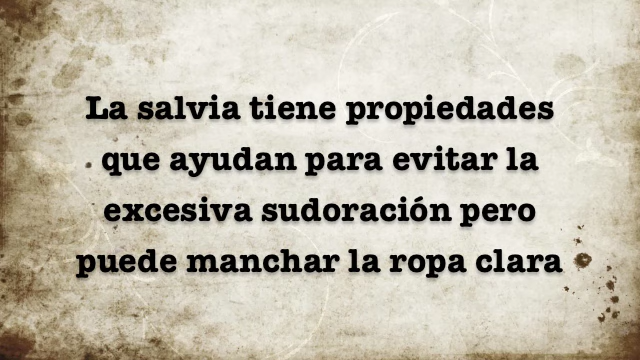 La salvia tiene propiedades
que ayudan para evitar la
excesiva sudoración pero
puede manchar la ropa clara